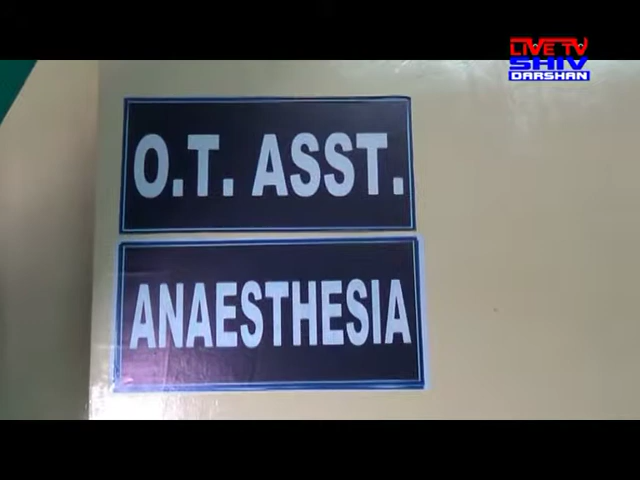 LIVE TV
SHIV
DARSHAN
O.T. ASST.
ANAESTHESIA